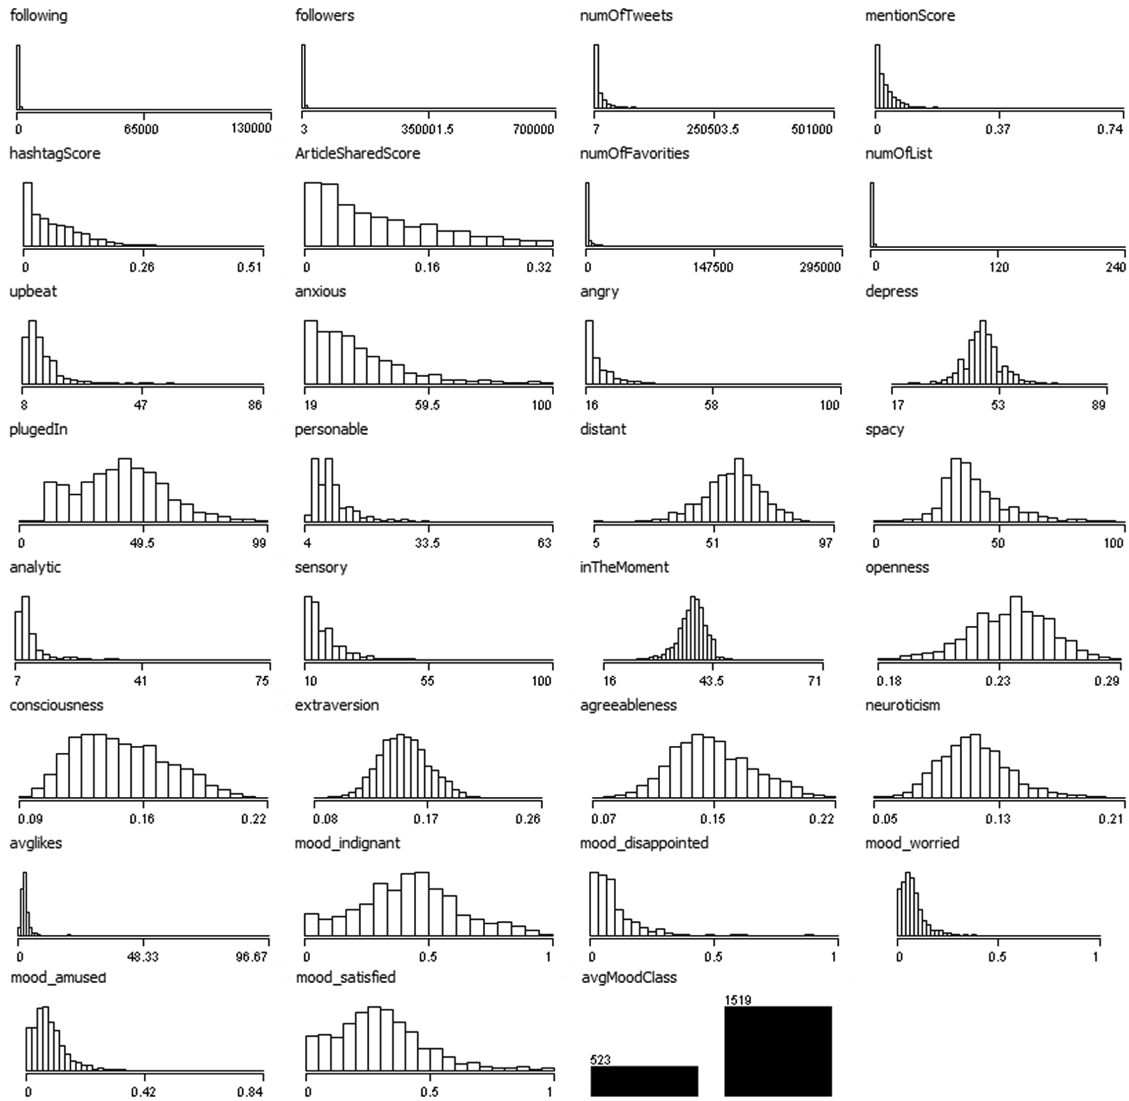 following followers numOfTweets mentionScore
0 65000 130000 3 350001.5 700000 7 250503.5 501000 0 0.37 0.74
hashtagScore ArticleSharedScore numOfFavorities numOfList
0 0.26 0.51 0 0.16 0.32 0 147500 295000 0 120 240
upbeat anxious angry depress
8 47 86 19 59.5 100 16 58 100 17 53 89
plugedIn personable distant spacy
0 49.5 99 4 33.5 63 5 51 97 0 50 100
analytic sensory inTheMoment openness
7 41 75 10 55 100 16 43.5 71 0.18 0.23 0.29
consciousness extraversion agreeableness neuroticism
0.09 0.16 0.22 0.08 0.17 0.26 0.07 0.15 0.22 0.05 0.13 0.21
avglikes mood_indignant mood_disappointed mood_worried
0 48.33 96.67 0 0.5 1 0 0.5 1 0 0.5 1
mood_amused mood_satisfied avgMoodClass
1519
523
0 0.42 0.84 0 0.5 1